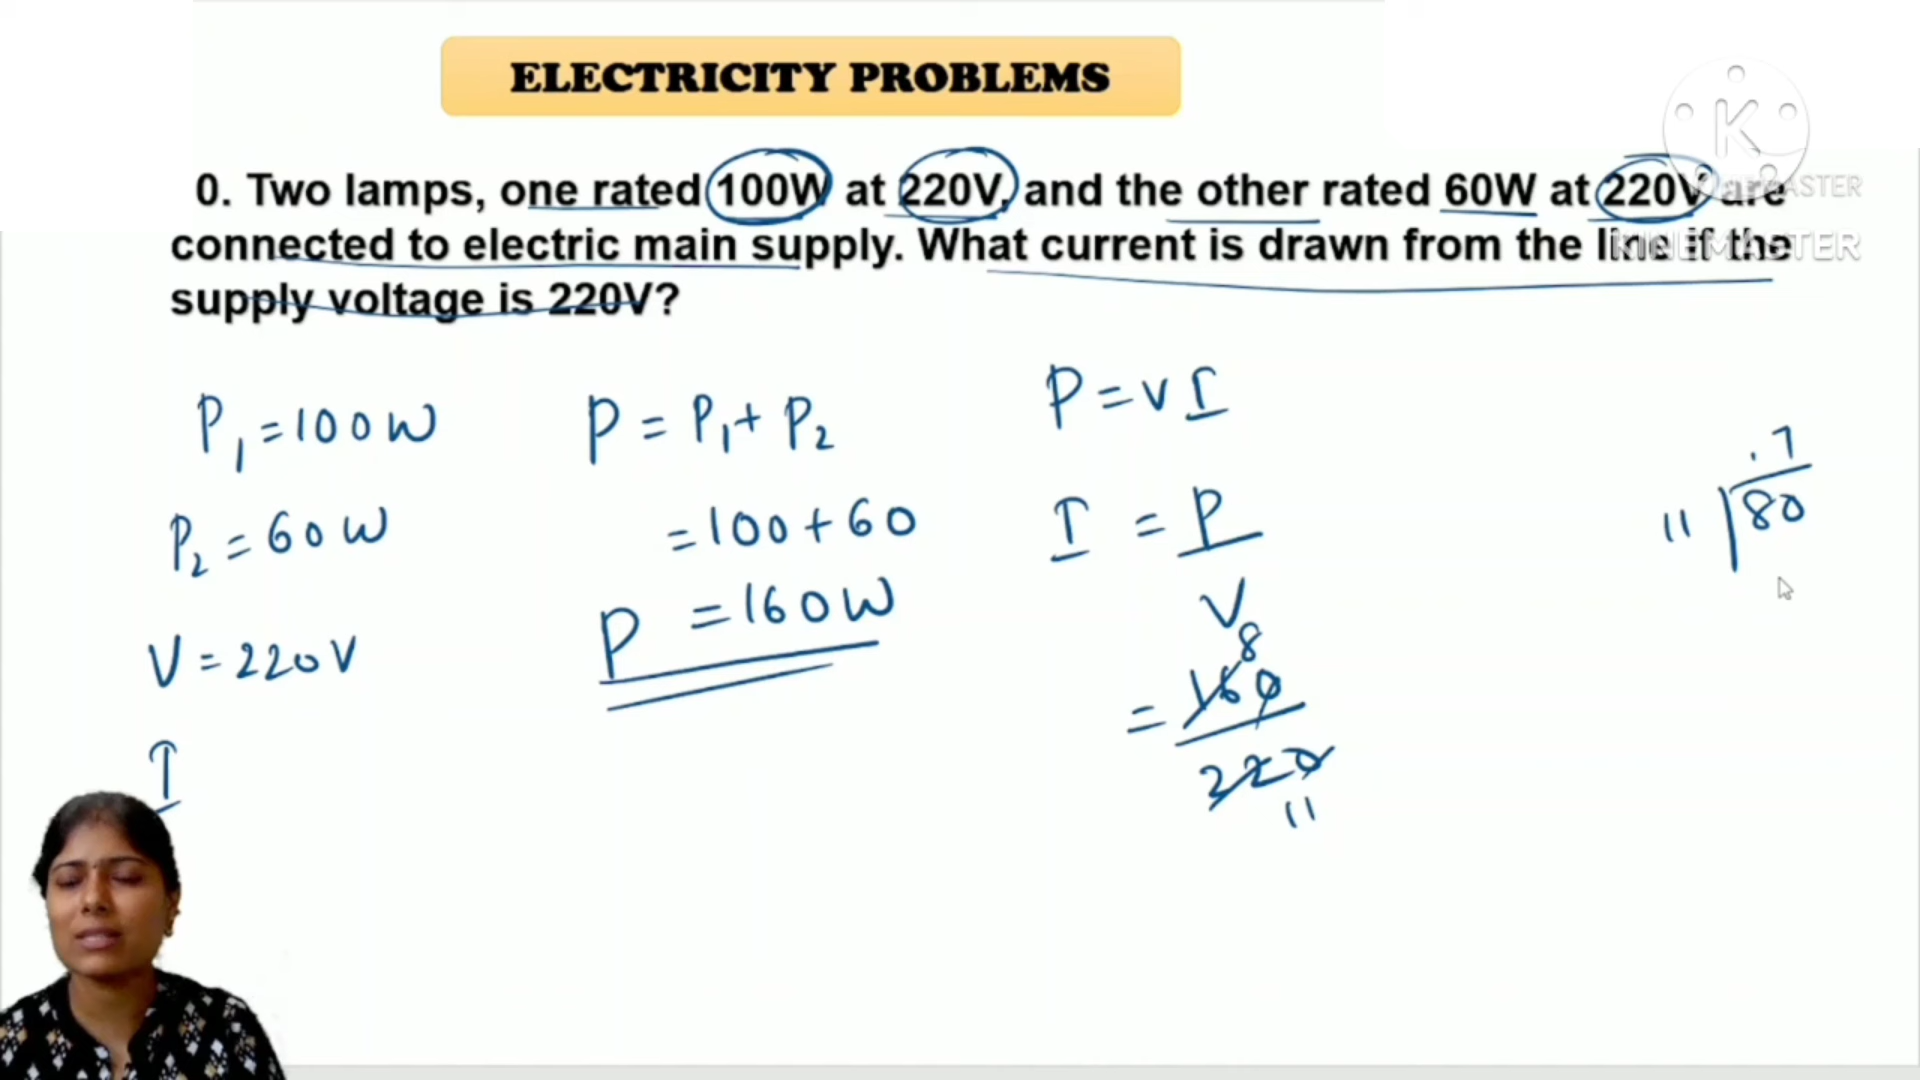 ELECTRICITY PROBLEMS
0. Two lamps, one rated 100W at 220V, and the other rated 60W at 220V are
connected to electric main supply. What current is drawn from the line if the
supply voltage is 220V?
KINEMASTER
KINEMASTER
P1 = 100 W
P2 = 60 W
V = 220 V
I
P = P1 + P2
= 100 + 60
P = 160 W
P = V I
I = P
V
8
= 160
220
11
.7
11 80